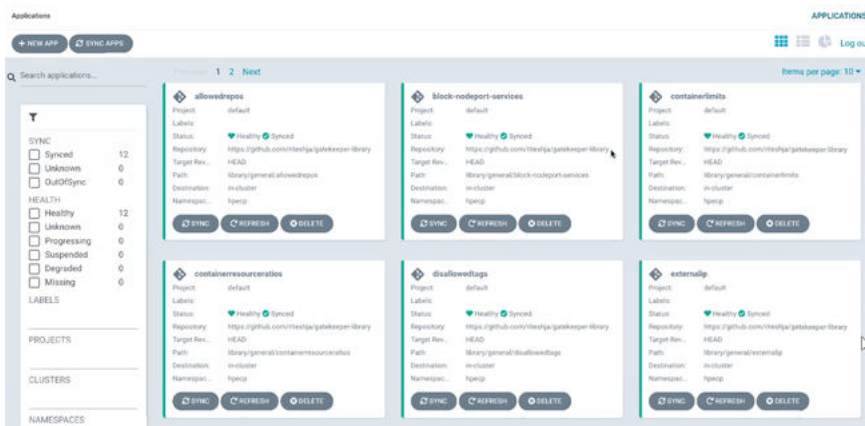 Applications
APPLICATIONS
+ NEW APP
SYNC APPS
Log ou
Search applications...
Previous 1 2 Next
Items per page: 10
SYNC
Synced 12
Unknown 0
OutOfSync 0
HEALTH
Healthy 12
Unknown 0
Progressing 0
Suspended 0
Degraded 0
Missing 0
LABELS
PROJECTS
CLUSTERS
NAMESPACES
allowedrepos
Project: default
Labels:
Status: Healthy Synced
Repository: https://github.com/riteshja/gatekeeper-library
Target Rev... HEAD
Path: library/general/allowedrepos
Destination: in-cluster
Namespac... hpecp
SYNC REFRESH DELETE
block-nodeport-services
Project: default
Labels:
Status: Healthy Synced
Repository: https://github.com/riteshja/gatekeeper-library
Target Rev... HEAD
Path: library/general/block-nodeport-services
Destination: in-cluster
Namespac... hpecp
SYNC REFRESH DELETE
containerlimits
Project: default
Labels:
Status: Healthy Synced
Repository: https://github.com/riteshja/gatekeeper-library
Target Rev... HEAD
Path: library/general/containerlimits
Destination: in-cluster
Namespac... hpecp
SYNC REFRESH DELETE
containerresourceratios
Project: default
Labels:
Status: Healthy Synced
Repository: https://github.com/riteshja/gatekeeper-library
Target Rev... HEAD
Path: library/general/containerresourceratios
Destination: in-cluster
Namespac... hpecp
SYNC REFRESH DELETE
disallowedtags
Project: default
Labels:
Status: Healthy Synced
Repository: https://github.com/riteshja/gatekeeper-library
Target Rev... HEAD
Path: library/general/disallowedtags
Destination: in-cluster
Namespac... hpecp
SYNC REFRESH DELETE
externalip
Project: default
Labels:
Status: Healthy Synced
Repository: https://github.com/riteshja/gatekeeper-library
Target Rev... HEAD
Path: library/general/externalip
Destination: in-cluster
Namespac... hpecp
SYNC REFRESH DELETE